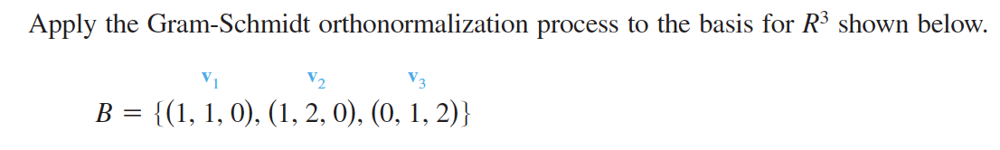 Apply the Gram-Schmidt orthonormalization process to the basis for R³ shown below.
v₁ v₂ v₃
B = {(1, 1, 0), (1, 2, 0), (0, 1, 2)}